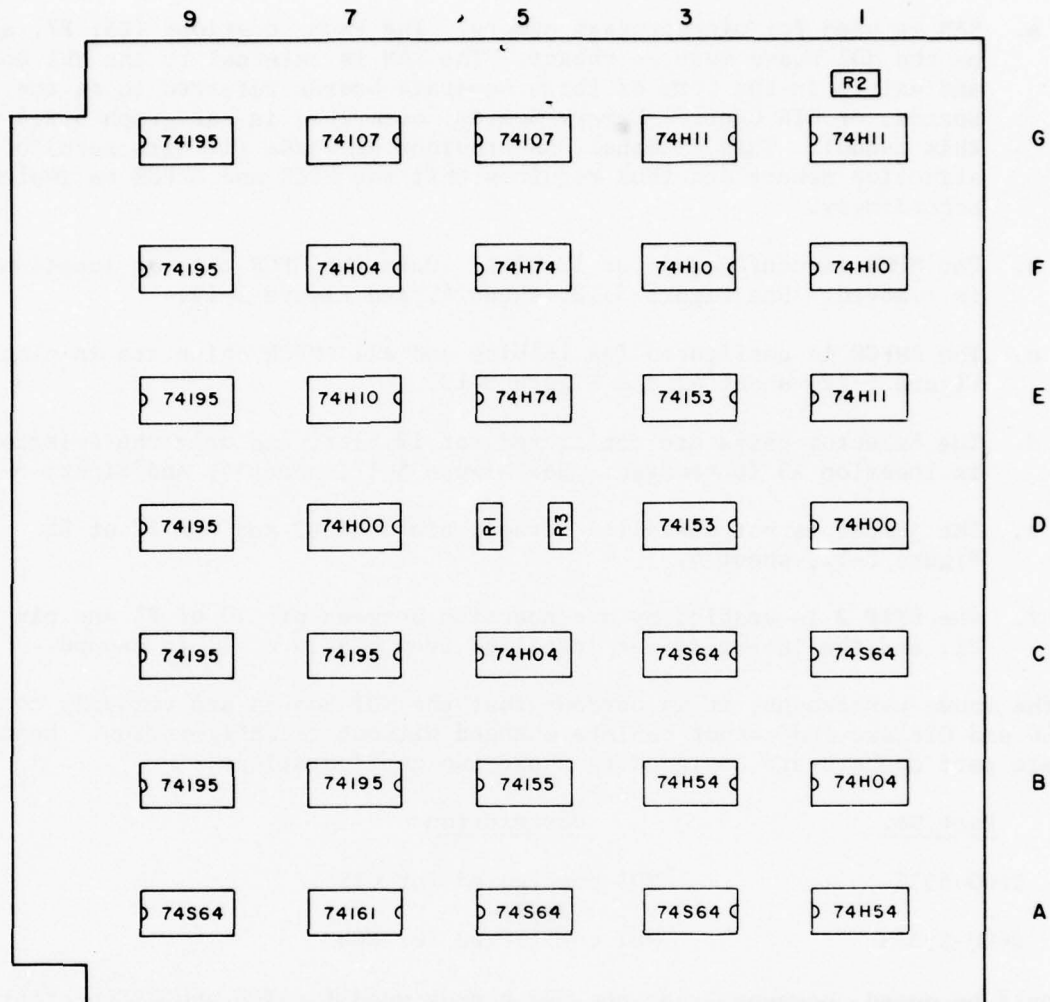 9 7 5 3 1
R2
74195 74107 74107 74H11 74H11 G
74195 74H04 74H74 74H10 74H10 F
74195 74H10 74H74 74153 74H11 E
74195 74H00 R1 R3 74153 74H00 D
74195 74195 74H04 74S64 74S64 C
74195 74195 74155 74H54 74H04 B
74S64 74161 74S64 74S64 74H54 A